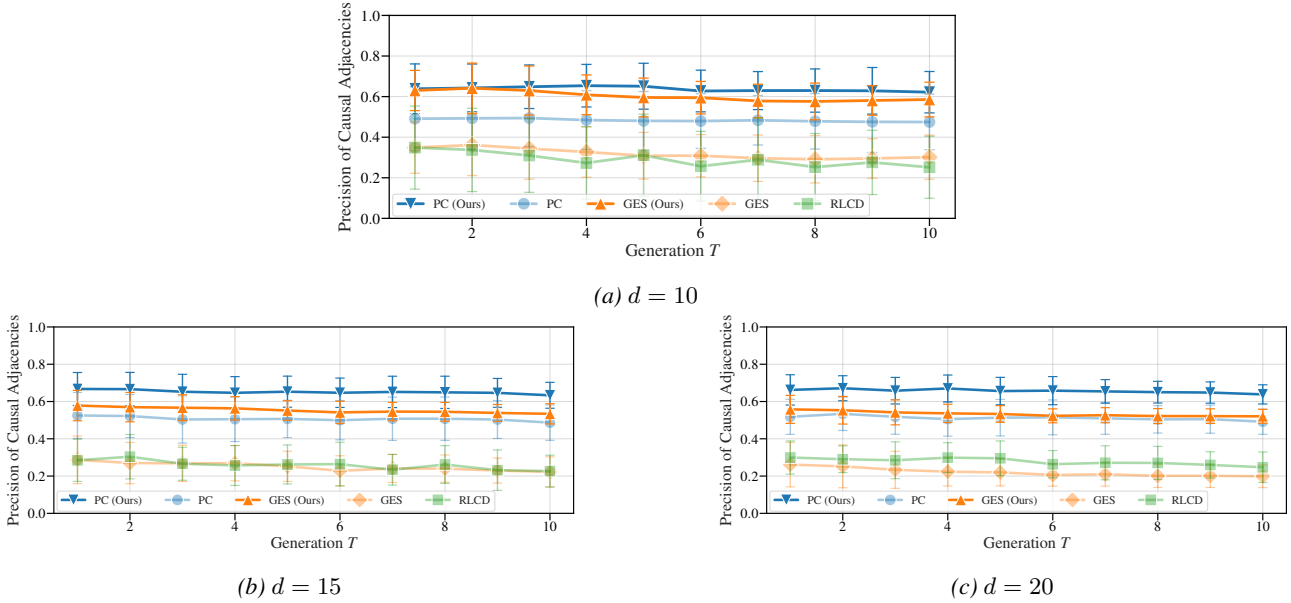 Precision of Causal Adjacencies
1.0
0.8
0.6
0.4
0.2
0.0
PC (Ours) PC GES (Ours) GES RLCD
2 4 6 8 10
Generation T
(a) d = 10
Precision of Causal Adjacencies
1.0
0.8
0.6
0.4
0.2
0.0
PC (Ours) PC GES (Ours) GES RLCD
2 4 6 8 10
Generation T
(b) d = 15
Precision of Causal Adjacencies
1.0
0.8
0.6
0.4
0.2
0.0
PC (Ours) PC GES (Ours) GES RLCD
2 4 6 8 10
Generation T
(c) d = 20